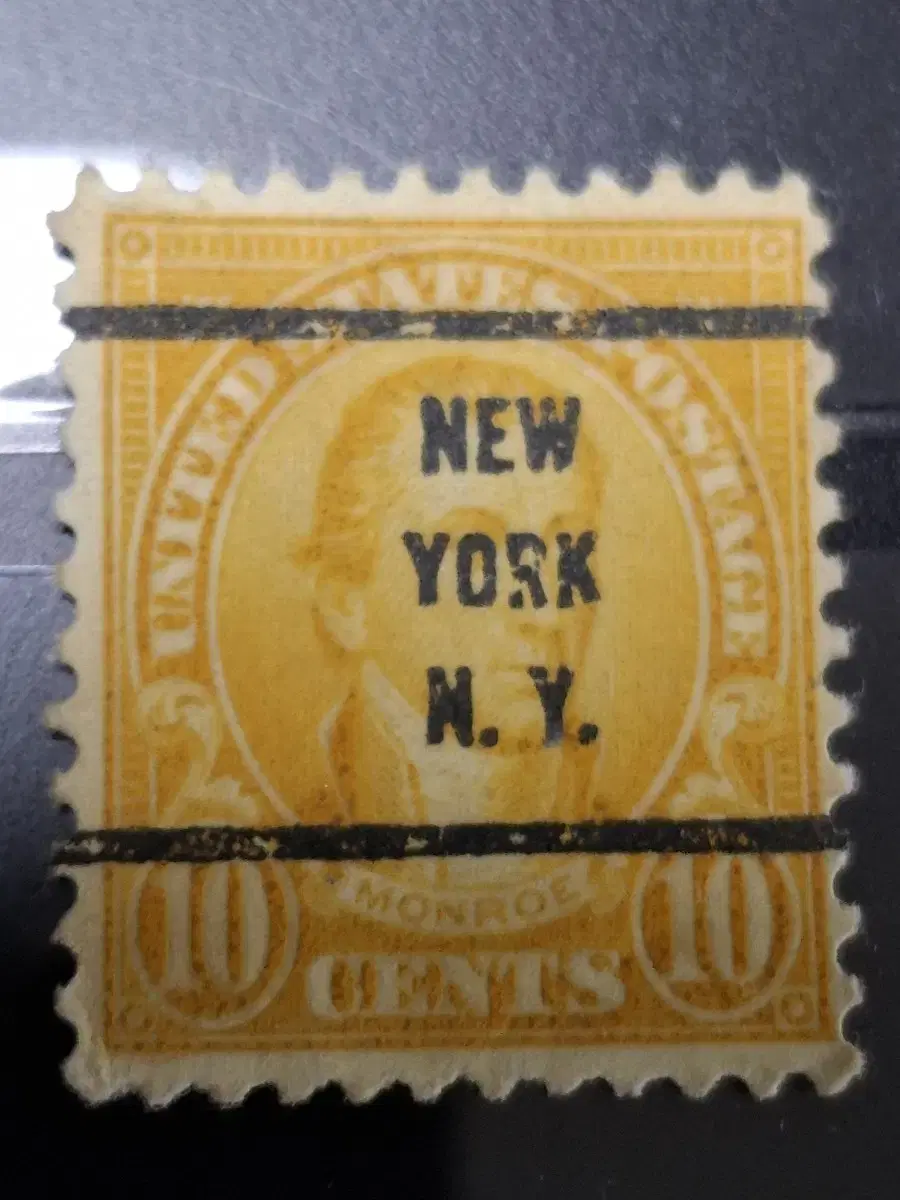 UNITED STATES POSTAGE
NEW
YORK
N. Y.
MONROE
10 CENTS 10